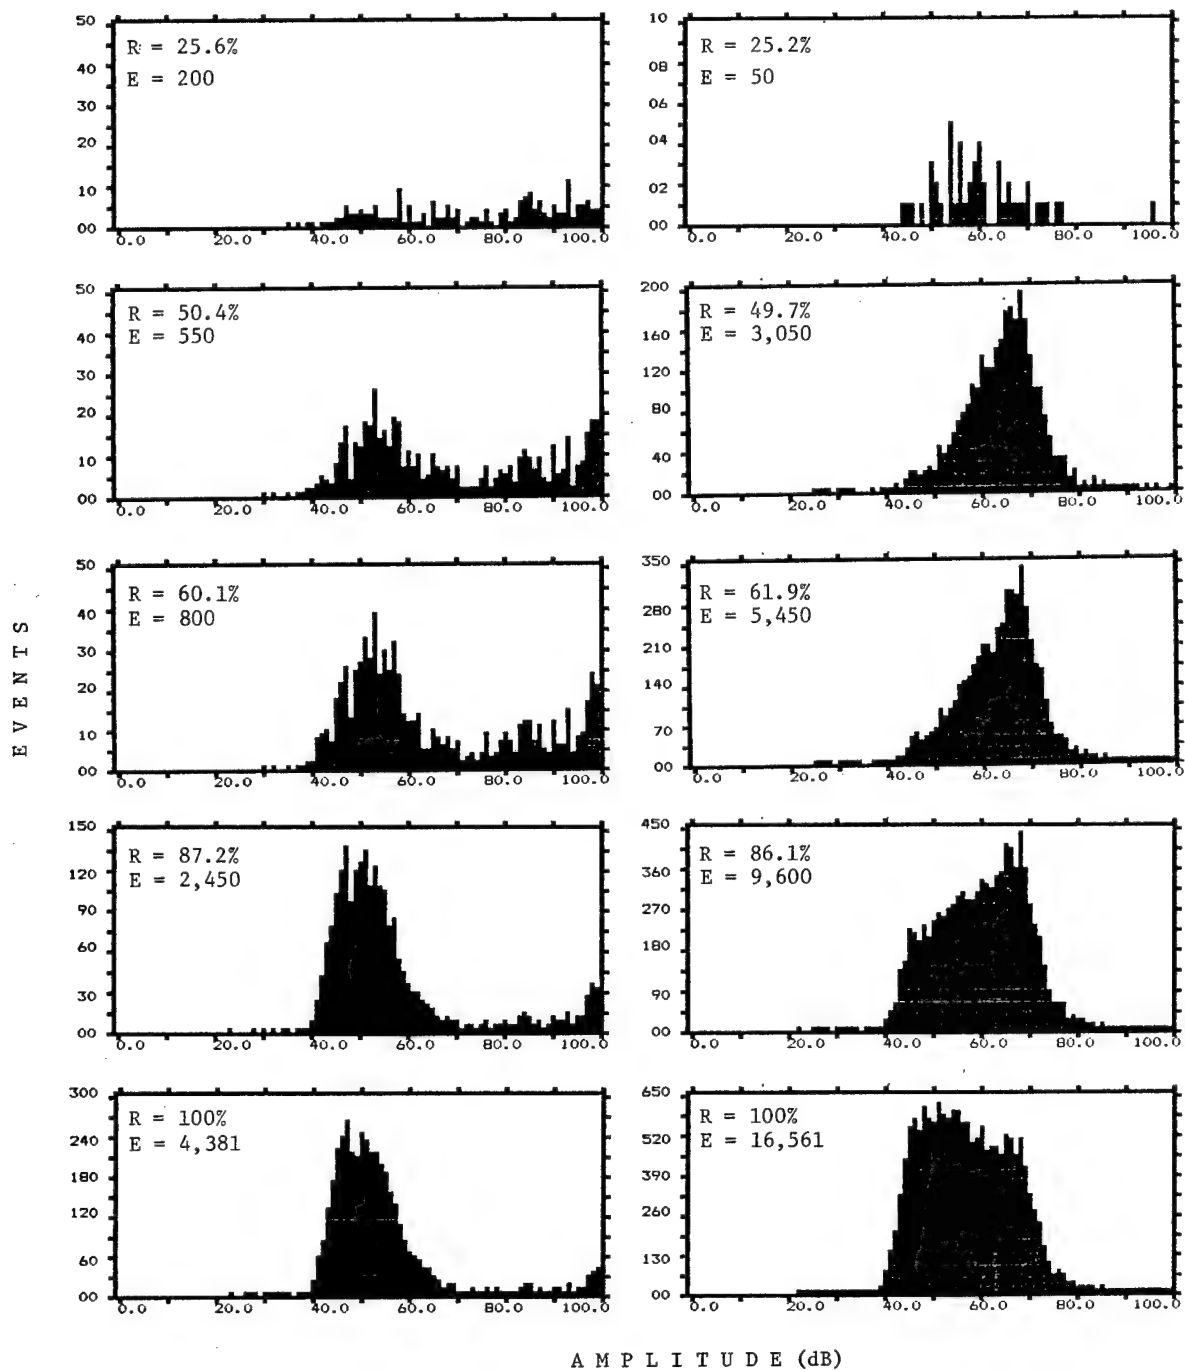 50
40
30
20
10
00
R = 25.6%
E = 200
0.0 20.0 40.0 60.0 80.0 100.0
10
08
06
04
02
00
R = 25.2%
E = 50
0.0 20.0 40.0 60.0 80.0 100.0
50
40
30
20
10
00
R = 50.4%
E = 550
0.0 20.0 40.0 60.0 80.0 100.0
200
160
120
80
40
00
R = 49.7%
E = 3,050
0.0 20.0 40.0 60.0 80.0 100.0
EVENTS
50
40
30
20
10
00
R = 60.1%
E = 800
0.0 20.0 40.0 60.0 80.0 100.0
350
280
210
140
70
00
R = 61.9%
E = 5,450
0.0 20.0 40.0 60.0 80.0 100.0
150
120
90
60
30
00
R = 87.2%
E = 2,450
0.0 20.0 40.0 60.0 80.0 100.0
450
360
270
180
90
00
R = 86.1%
E = 9,600
0.0 20.0 40.0 60.0 80.0 100.0
300
240
180
120
60
00
R = 100%
E = 4,381
0.0 20.0 40.0 60.0 80.0 100.0
650
520
390
260
130
00
R = 100%
E = 16,561
0.0 20.0 40.0 60.0 80.0 100.0
AMPLITUDE (dB)